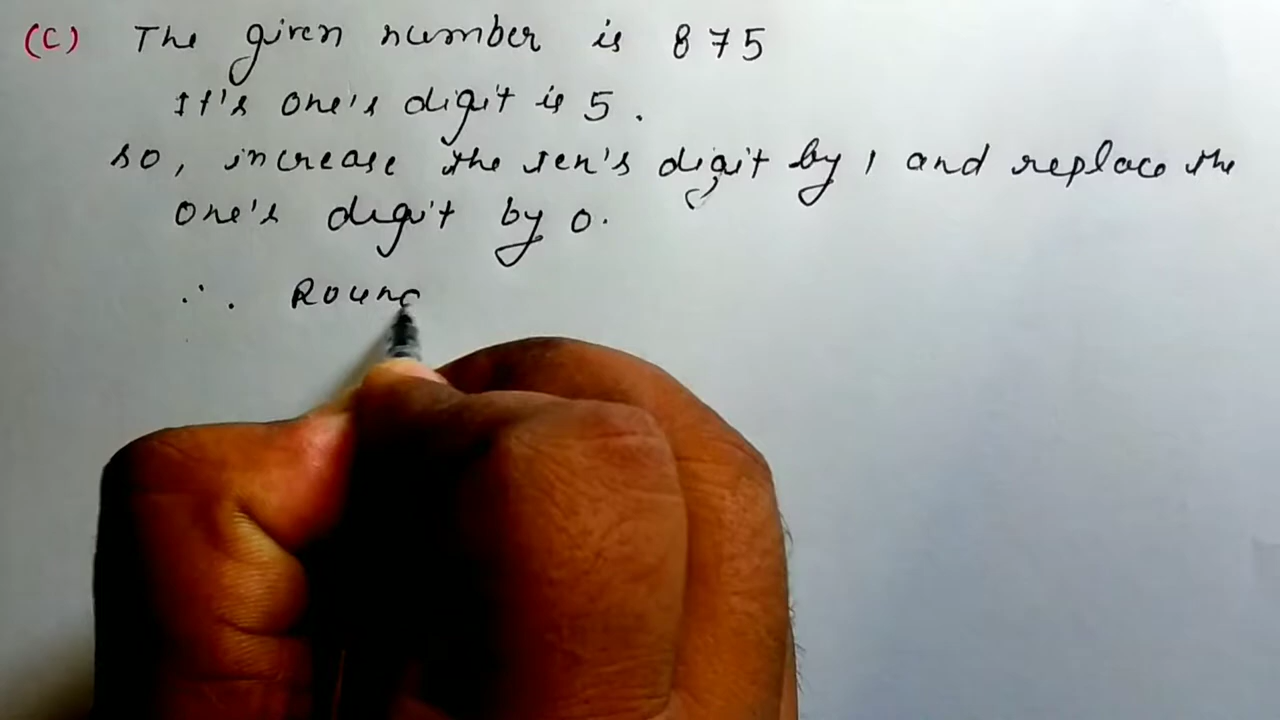 (C) The given number is 875
It's one's digit is 5.
so, increase the ten's digit by 1 and replace the
one's digit by 0.
∴ Roun